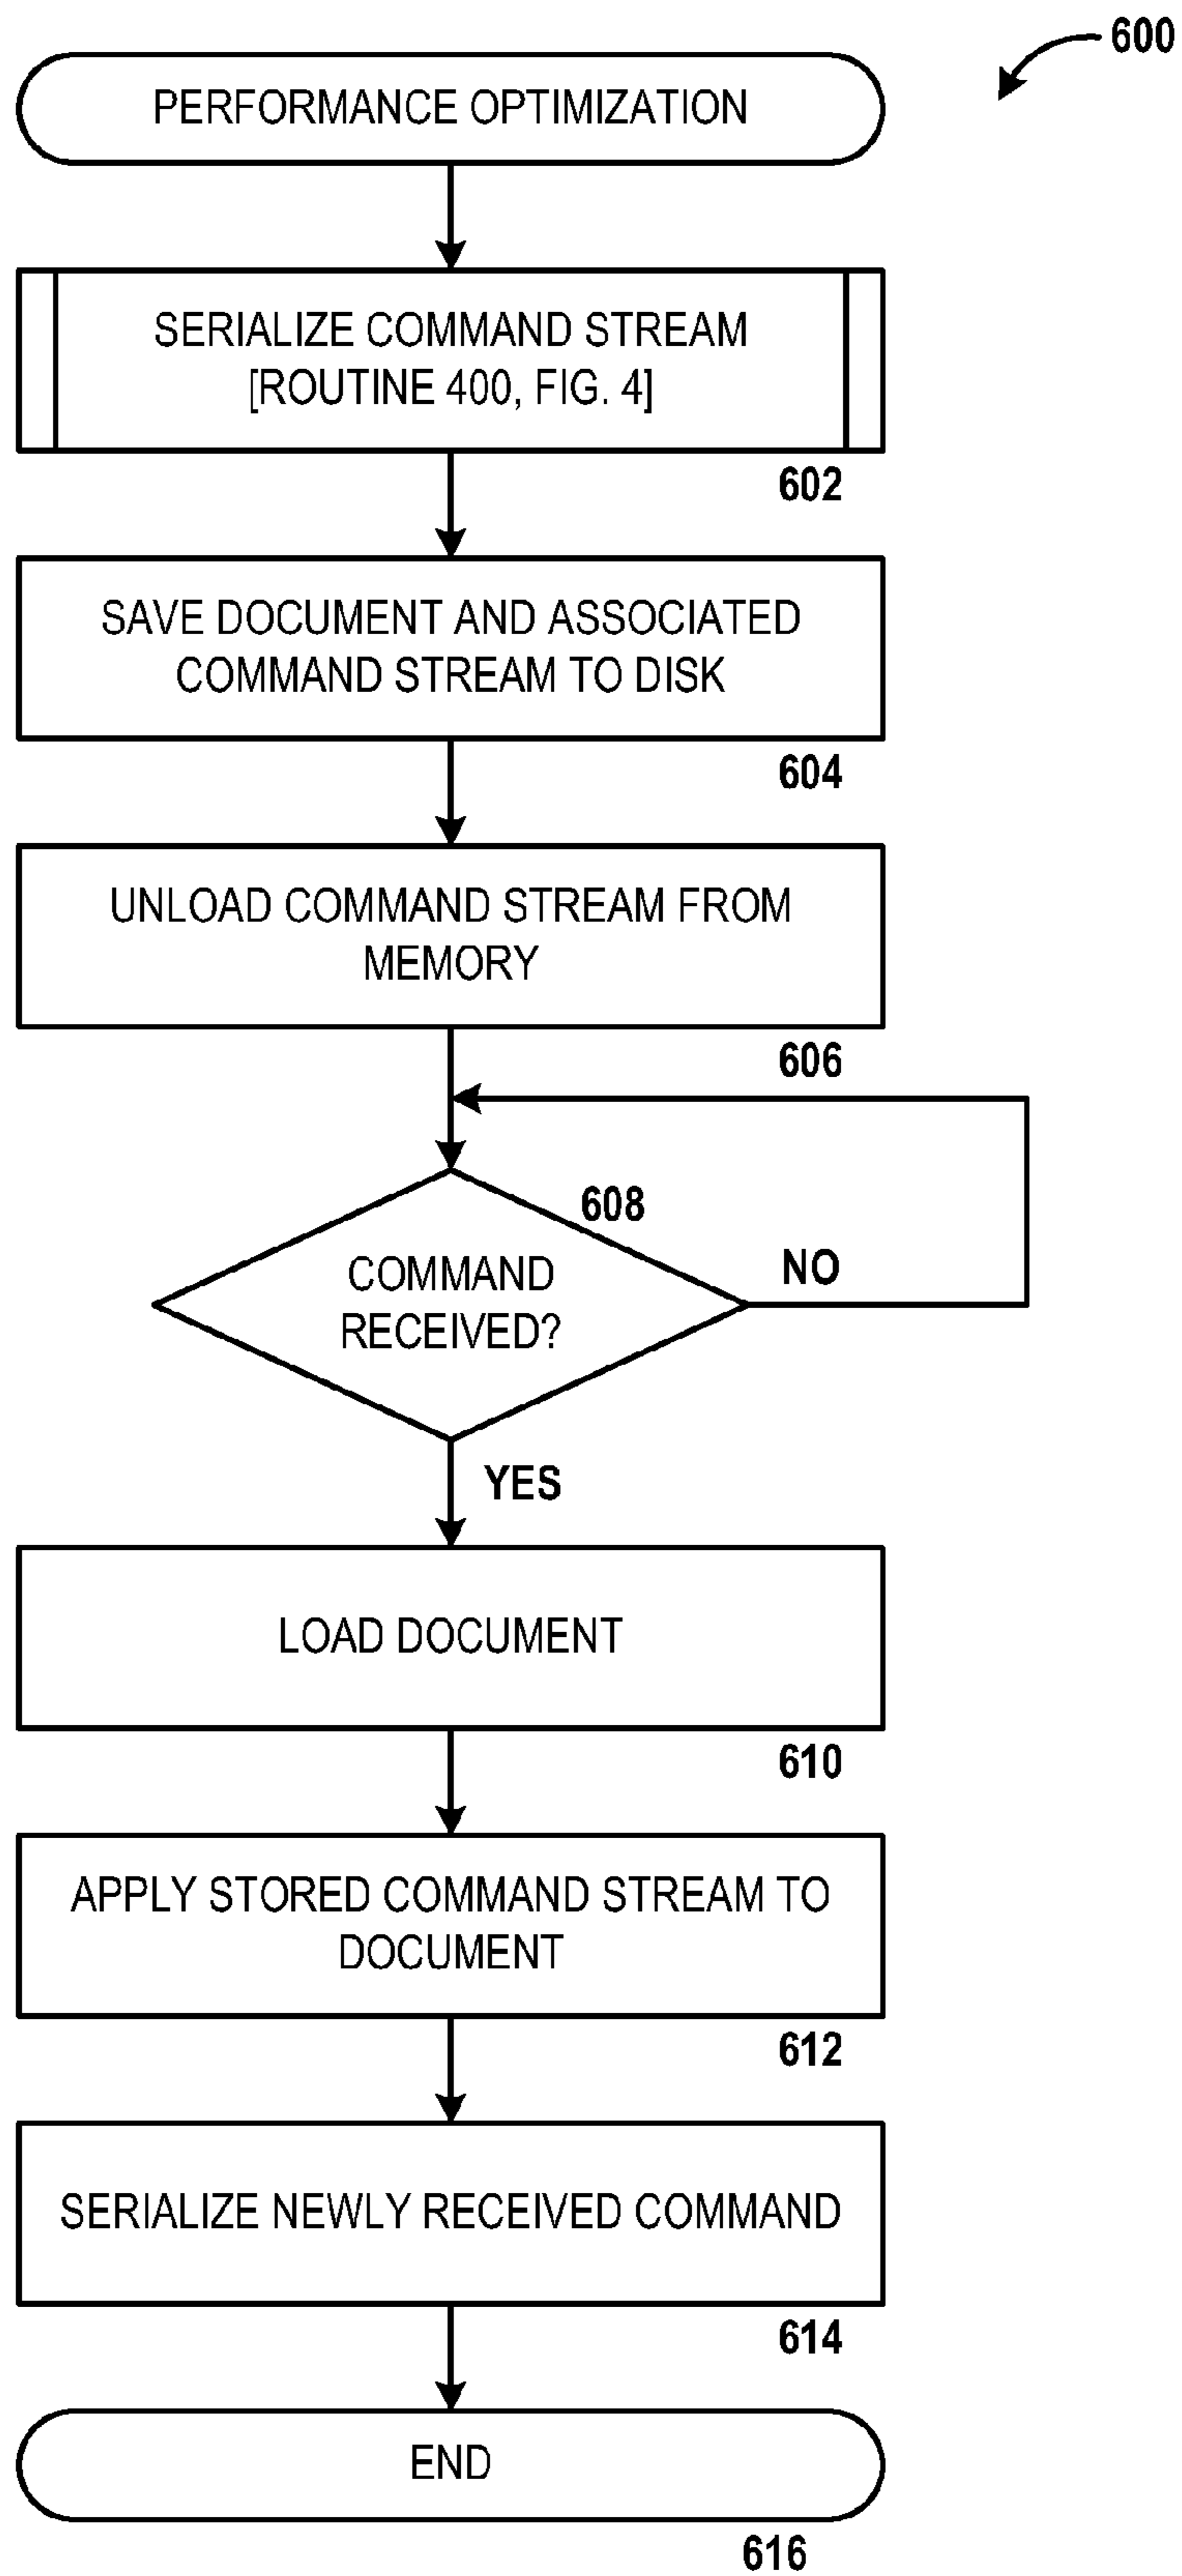 600
PERFORMANCE OPTIMIZATION
SERIALIZE COMMAND STREAM
[ROUTINE 400, FIG. 4]
602
SAVE DOCUMENT AND ASSOCIATED
COMMAND STREAM TO DISK
604
UNLOAD COMMAND STREAM FROM
MEMORY
606
608
COMMAND
RECEIVED?
NO
YES
LOAD DOCUMENT
610
APPLY STORED COMMAND STREAM TO
DOCUMENT
612
SERIALIZE NEWLY RECEIVED COMMAND
614
END
616